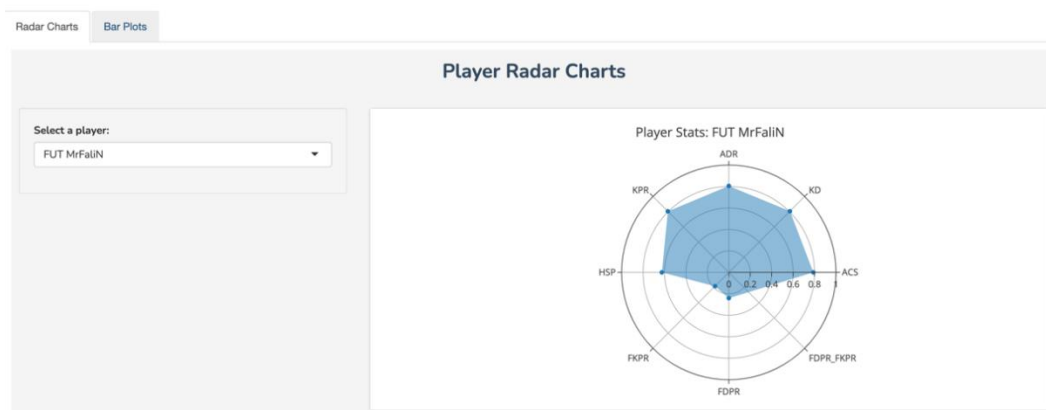 Radar Charts
Bar Plots
Player Radar Charts
Select a player:
FUT MrFaliN
Player Stats: FUT MrFaliN
ADR
KPR
KD
HSP
0 0.2 0.4 0.6 0.8 1
ACS
FKPR
FDPR_FKPR
FDPR